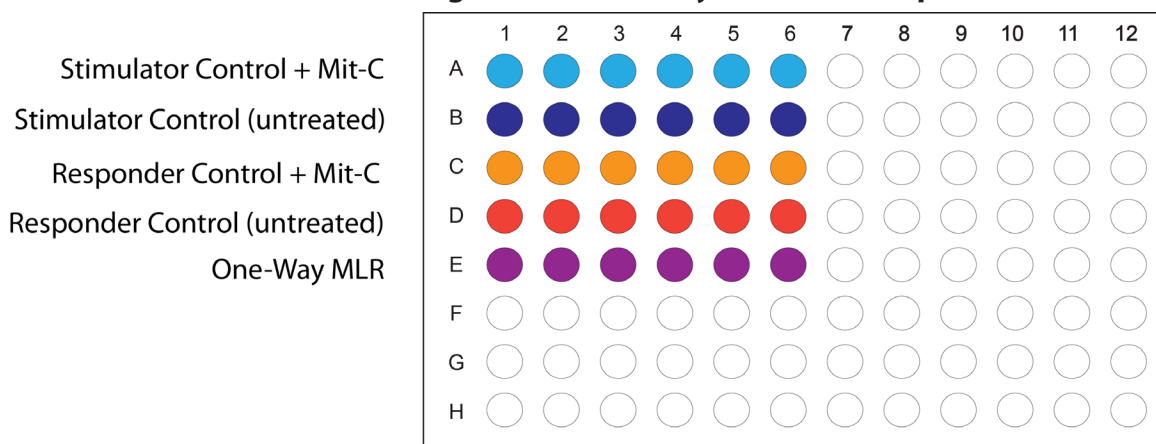 1 2 3 4 5 6 7 8 9 10 11 12
Stimulator Control + Mit-C A
Stimulator Control (untreated) B
Responder Control + Mit-C C
Responder Control (untreated) D
One-Way MLR E
F
G
H